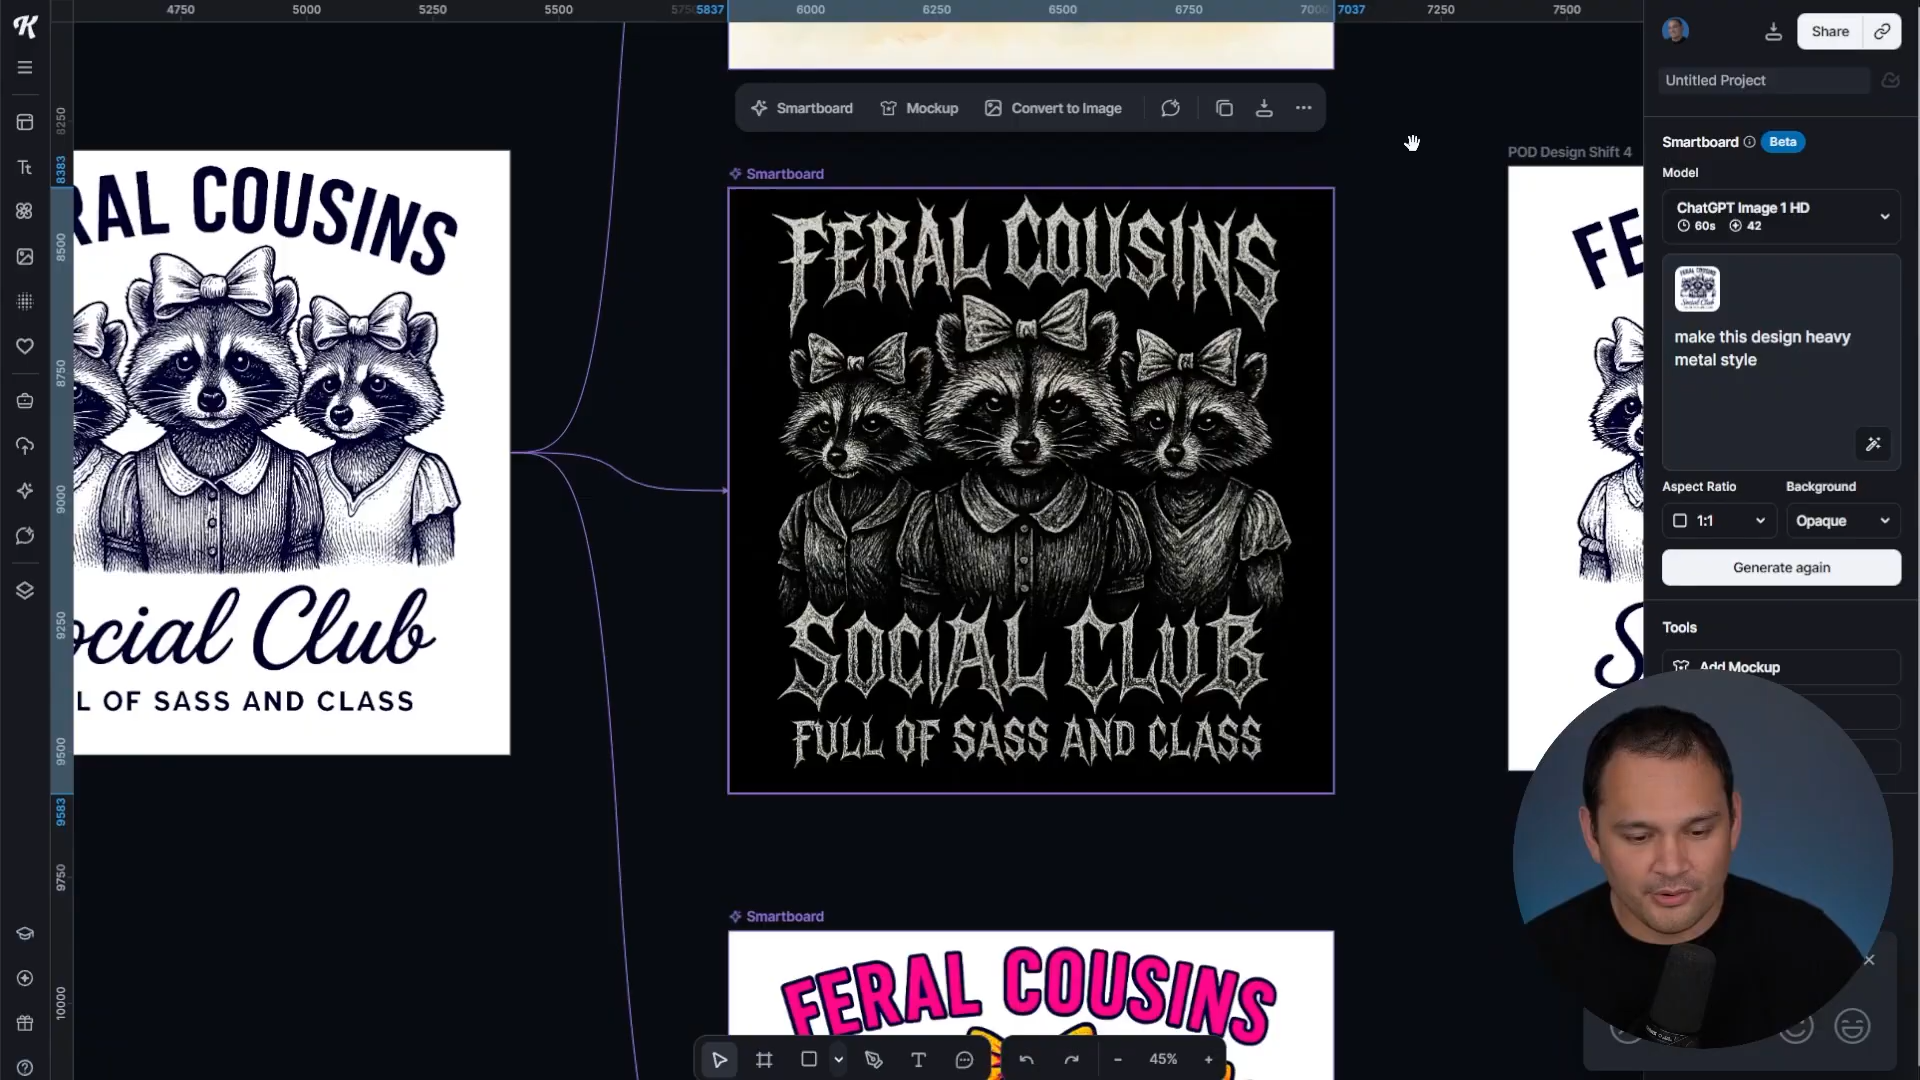 4750 5000 5250 5500 5837 6000 6250 6500 6750 7000 7037 7250 7500
Share
Untitled Project
Smartboard Mockup Convert to Image
Smartboard Beta
Model
ChatGPT Image 1 HD
60s 42
make this design heavy
metal style
Aspect Ratio Background
1:1 Opaque
Generate again
Tools
Add Mockup
8250
8383
8500
8750
9000
9250
9500
9583
9750
10000
Tt
RAL COUSINS
ocial Club
L OF SASS AND CLASS
Smartboard
FERAL COUSINS
SOCIAL CLUB
FULL OF SASS AND CLASS
POD Design Shift 4
FE
S
Smartboard
FERAL COUSINS
T
45%